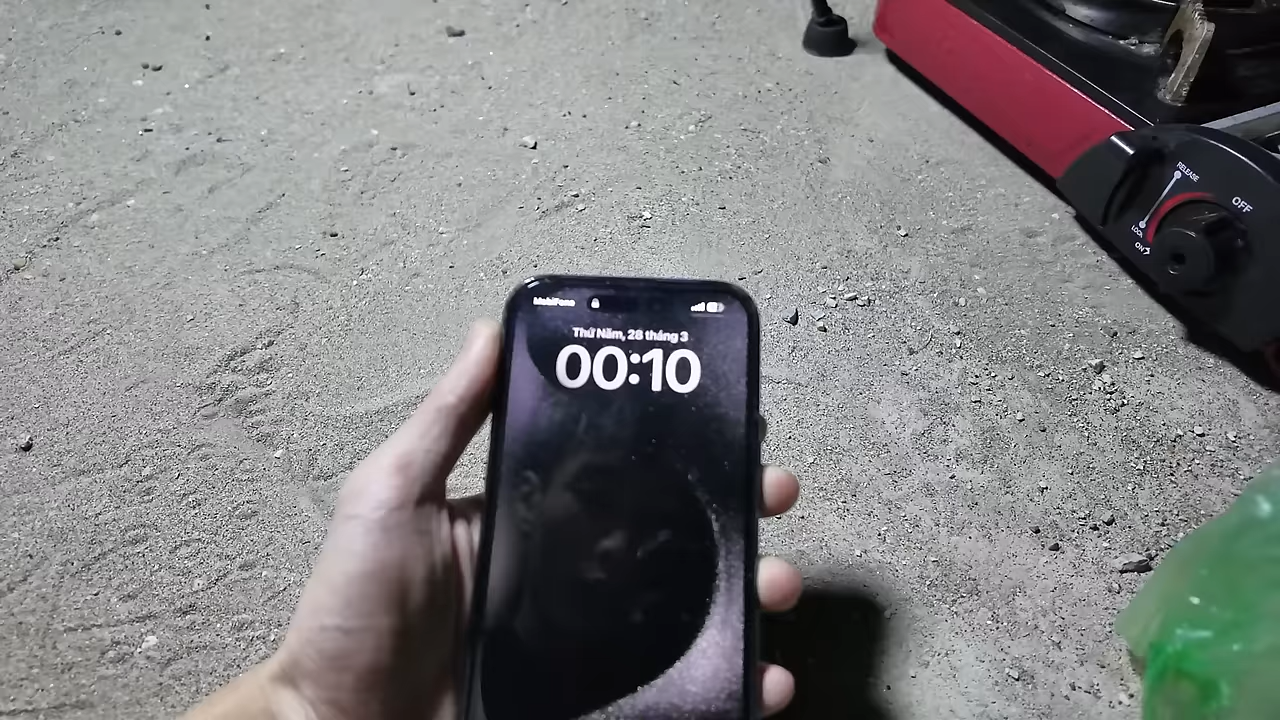 MobiFone
Thứ Năm, 28 tháng 3
00:10
RELEASE
LOCK
OFF
ON